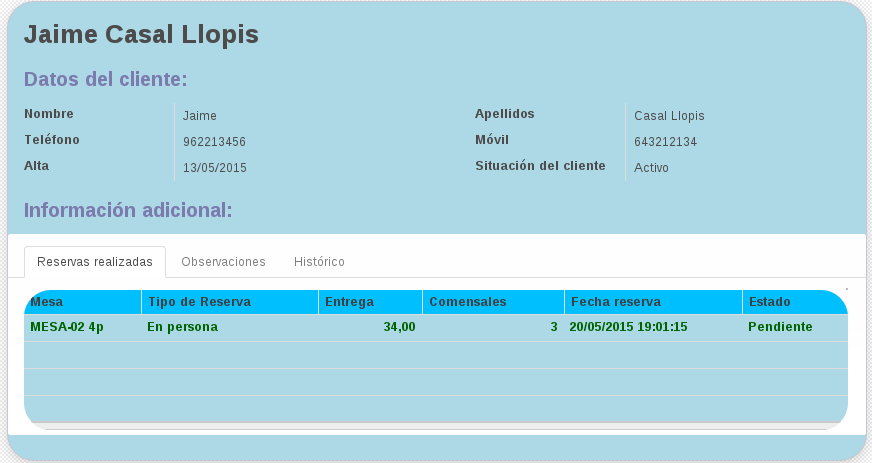 Jaime Casal Llopis
Datos del cliente:
Nombre Jaime Apellidos Casal Llopis
Teléfono 962213456 Móvil 643212134
Alta 13/05/2015 Situación del cliente Activo
Información adicional:
Reservas realizadas Observaciones Histórico
Mesa Tipo de Reserva Entrega Comensales Fecha reserva Estado
MESA-02 4p En persona 34,00 3 20/05/2015 19:01:15 Pendiente